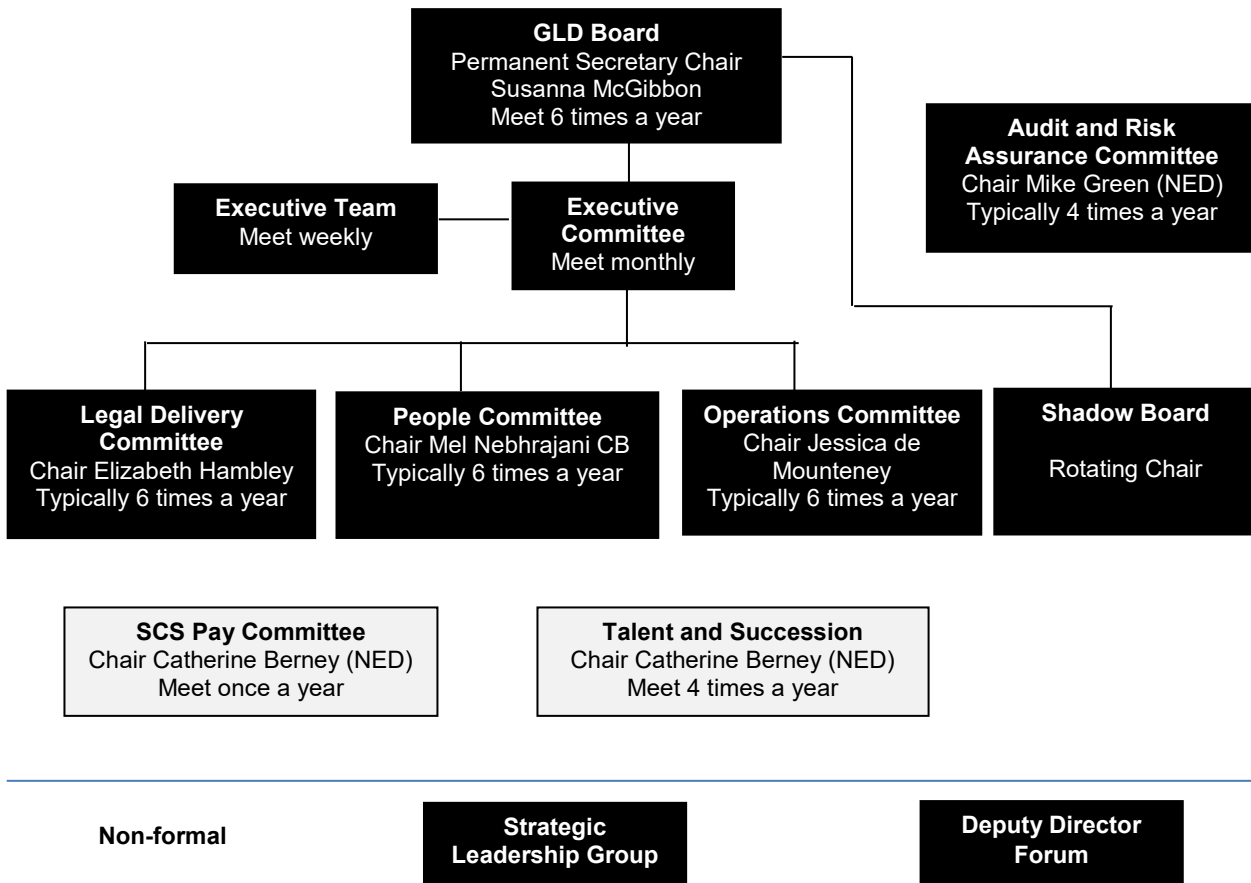 GLD Board
Permanent Secretary Chair
Susanna McGibbon
Meet 6 times a year
Audit and Risk
Assurance Committee
Chair Mike Green (NED)
Typically 4 times a year
Executive Team
Meet weekly
Executive
Committee
Meet monthly
Legal Delivery
Committee
Chair Elizabeth Hambley
Typically 6 times a year
People Committee
Chair Mel Nebhrajani CB
Typically 6 times a year
Operations Committee
Chair Jessica de
Mounteney
Typically 6 times a year
Shadow Board
Rotating Chair
SCS Pay Committee
Chair Catherine Berney (NED)
Meet once a year
Talent and Succession
Chair Catherine Berney (NED)
Meet 4 times a year
Non-formal
Strategic
Leadership Group
Deputy Director
Forum